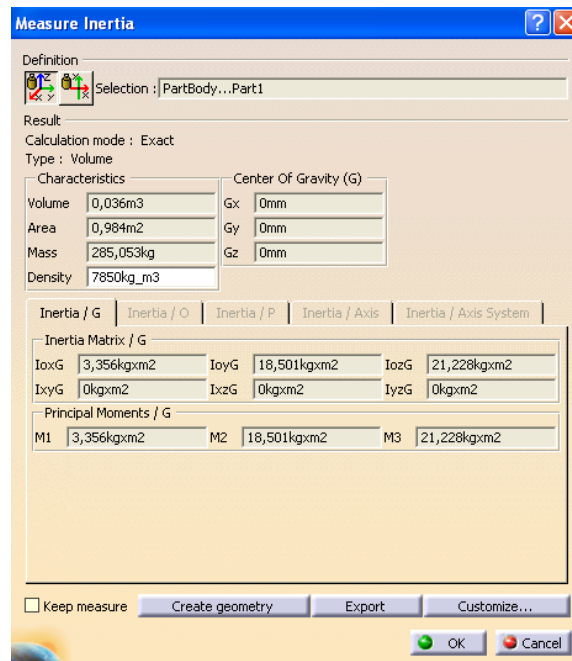 Measure Inertia
Definition
Selection : PartBody...Part1
Result
Calculation mode : Exact
Type : Volume
Characteristics Center Of Gravity (G)
Volume 0,036m3 Gx 0mm
Area 0,984m2 Gy 0mm
Mass 285,053kg Gz 0mm
Density 7850kg_m3
Inertia / G Inertia / O Inertia / P Inertia / Axis Inertia / Axis System
Inertia Matrix / G
IoxG 3,356kgxm2 IoyG 18,501kgxm2 IozG 21,228kgxm2
IxyG 0kgxm2 IxzG 0kgxm2 IyzG 0kgxm2
Principal Moments / G
M1 3,356kgxm2 M2 18,501kgxm2 M3 21,228kgxm2
Keep measure Create geometry Export Customize...
OK Cancel